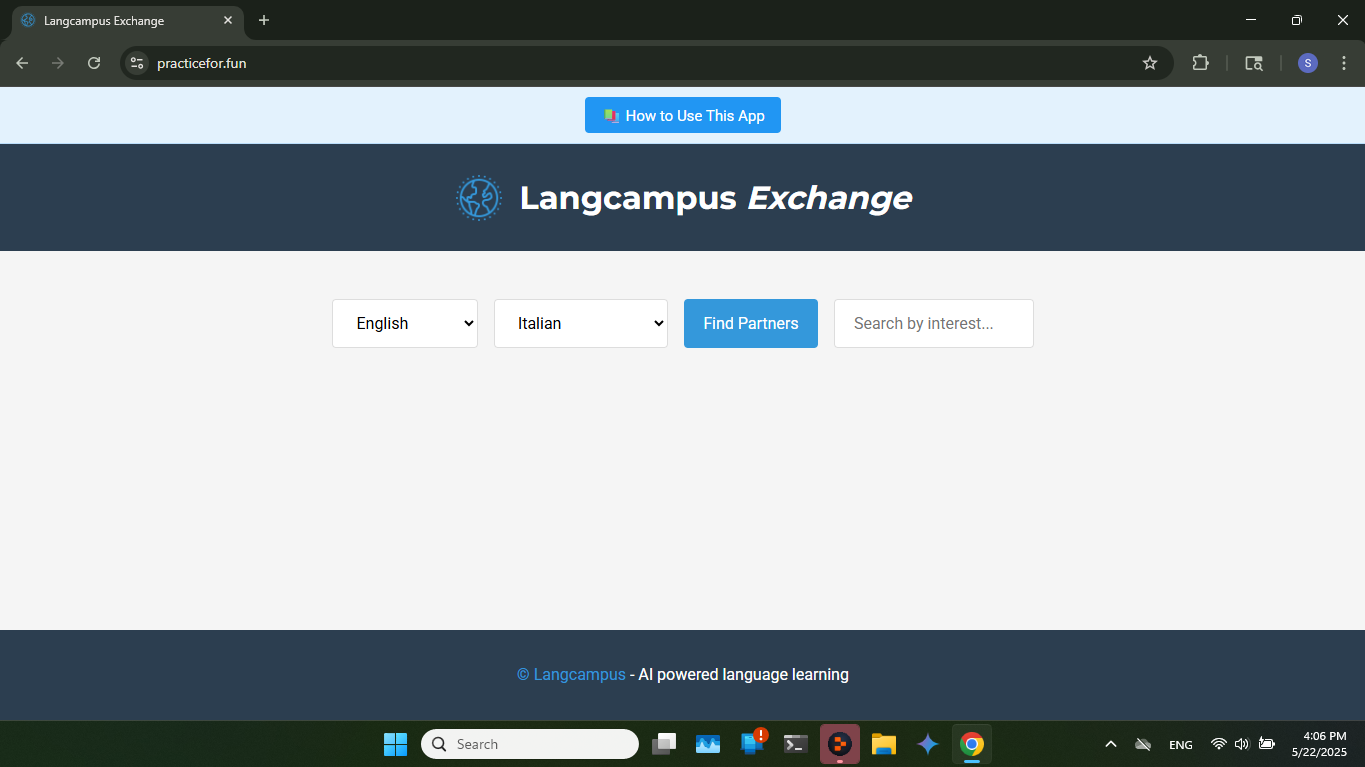 Langcampus Exchange
practicefor.fun
S
How to Use This App
Langcampus Exchange
English
Italian
Find Partners
Search by interest...
© Langcampus - AI powered language learning
Search
ENG
4:06 PM
5/22/2025